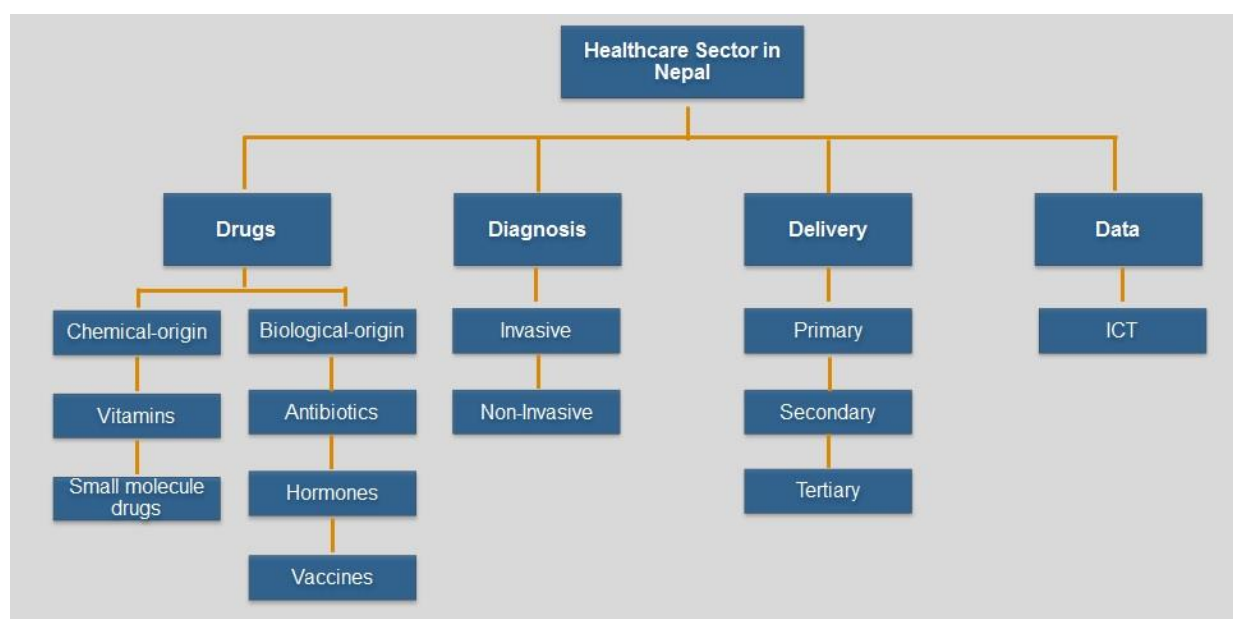 Healthcare Sector in
Nepal
Drugs
Diagnosis
Delivery
Data
Chemical-origin
Biological-origin
Invasive
Primary
ICT
Vitamins
Antibiotics
Non-Invasive
Secondary
Small molecule
drugs
Hormones
Tertiary
Vaccines